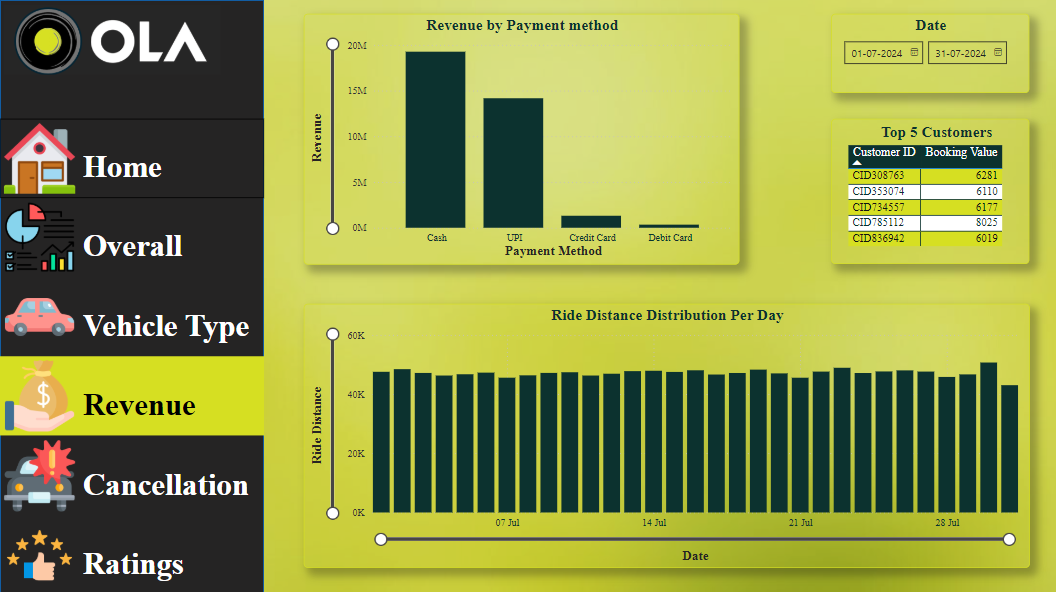 OLA
Home
Overall
Vehicle Type
Revenue
Cancellation
Ratings
Revenue by Payment method
Revenue
20M
15M
10M
5M
0M
Cash UPI Credit Card Debit Card
Payment Method
Date
01-07-2024 31-07-2024
Top 5 Customers
Customer ID Booking Value
CID308763 6281
CID353074 6110
CID734557 6177
CID785112 8025
CID836942 6019
Ride Distance Distribution Per Day
Ride Distance
60K
40K
20K
0K
07 Jul 14 Jul 21 Jul 28 Jul
Date